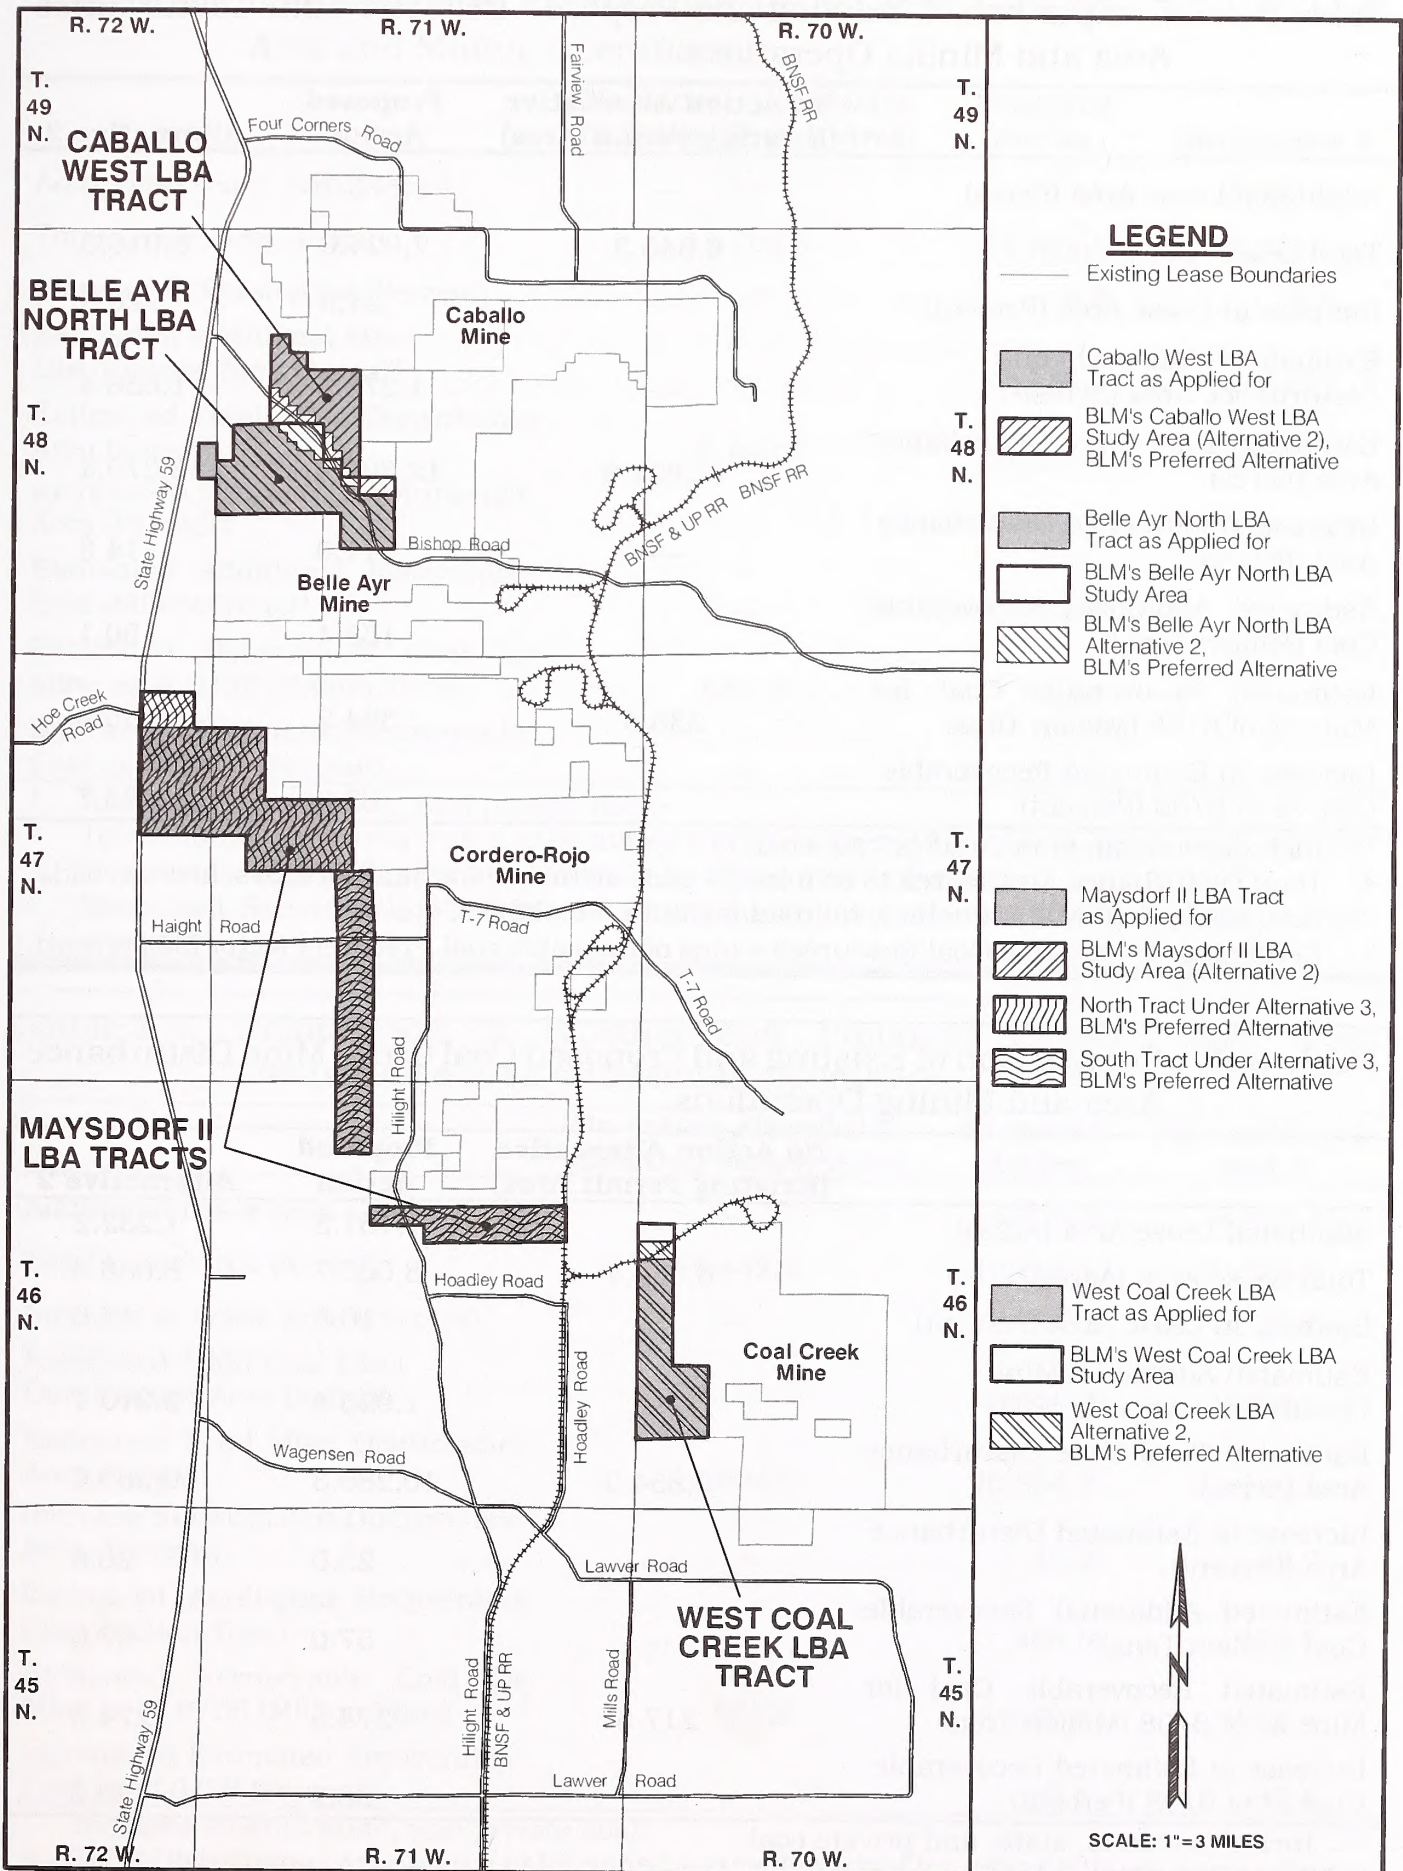 R. 72 W.
R. 71 W.
R. 70 W.
T.
49
N.
T.
49
N.
Fairview Road
BNSF RR
Four Corners Road
CABALLO
WEST LBA
TRACT
BELLE AYR
NORTH LBA
TRACT
Caballo
Mine
T.
48
N.
T.
48
N.
State Highway 59
BNSF & UP RR
BNSF RR
Bishop Road
Belle Ayr
Mine
Hoe Creek
Road
T.
47
N.
T.
47
N.
Cordero-Rojo
Mine
T-7 Road
Haight Road
T-7 Road
Hilight Road
MAYSDORF II
LBA TRACTS
T.
46
N.
T.
46
N.
Hoadley Road
Hoadley Road
Coal Creek
Mine
Wagensen Road
Lawver Road
WEST COAL
CREEK LBA
TRACT
T.
45
N.
T.
45
N.
State Highway 59
Hilight Road
BNSF & UP RR
Mills Road
Lawver Road
R. 72 W.
R. 71 W.
R. 70 W.
LEGEND
Existing Lease Boundaries
Caballo West LBA
Tract as Applied for
BLM's Caballo West LBA
Study Area (Alternative 2),
BLM's Preferred Alternative
Belle Ayr North LBA
Tract as Applied for
BLM's Belle Ayr North LBA
Study Area
BLM's Belle Ayr North LBA
Alternative 2,
BLM's Preferred Alternative
Maysdorf II LBA Tract
as Applied for
BLM's Maysdorf II LBA
Study Area (Alternative 2)
North Tract Under Alternative 3,
BLM's Preferred Alternative
South Tract Under Alternative 3,
BLM's Preferred Alternative
West Coal Creek LBA
Tract as Applied for
BLM's West Coal Creek LBA
Study Area
West Coal Creek LBA
Alternative 2,
BLM's Preferred Alternative
N
SCALE: 1"=3 MILES